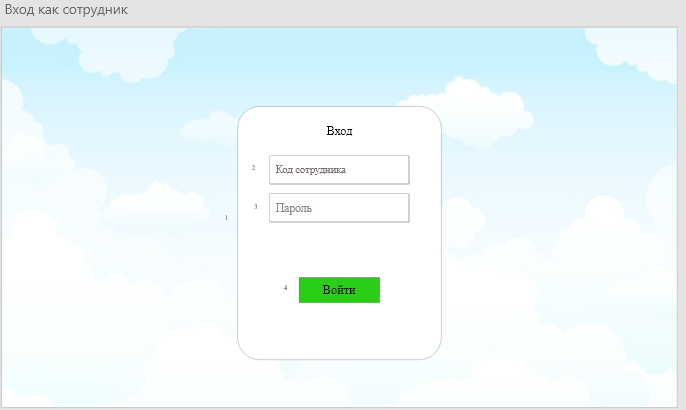 Вход как сотрудник
Вход
2
Код сотрудника
3
Пароль
1
4
Войти